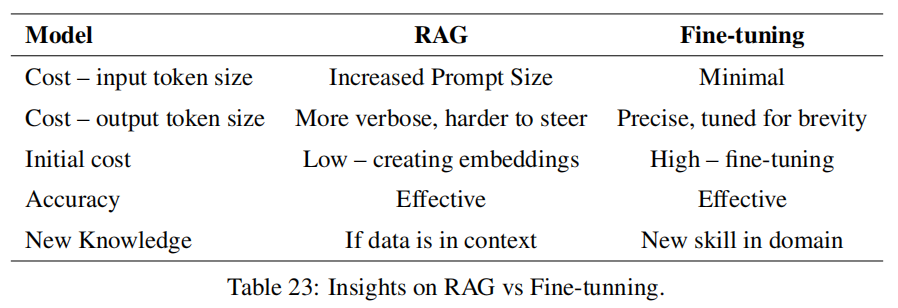 Model RAG Fine-tuning
Cost – input token size Increased Prompt Size Minimal
Cost – output token size More verbose, harder to steer Precise, tuned for brevity
Initial cost Low – creating embeddings High – fine-tuning
Accuracy Effective Effective
New Knowledge If data is in context New skill in domain
Table 23: Insights on RAG vs Fine-tunning.